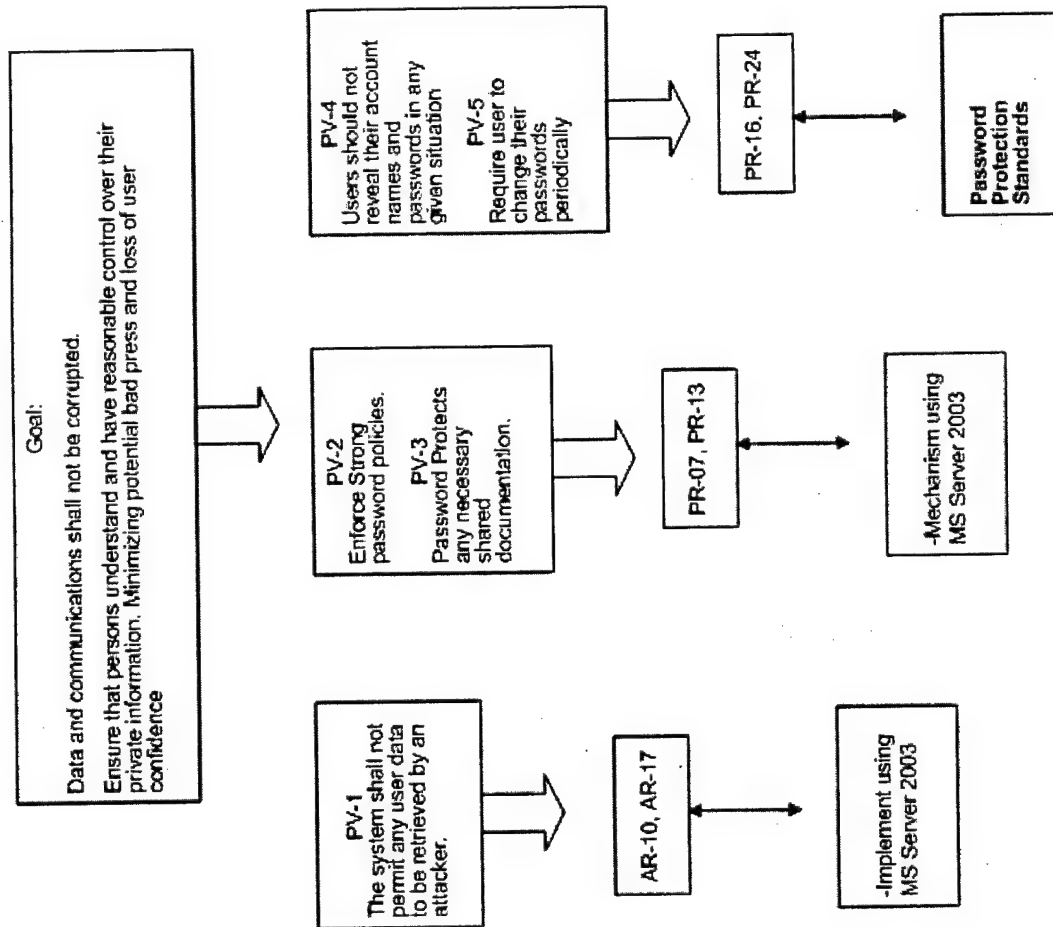 Goal:
Data and communications shall not be corrupted.
Ensure that persons understand and have reasonable control over their
private information. Minimizing potential bad press and loss of user
confidence
PV-1
The system shall not
permit any user data
to be retrieved by an
attacker.
AR-10, AR-17
-Implement using
MS Server 2003
PV-2
Enforce Strong
password policies.
PV-3
Password Protects
any necessary
shared
documentation.
PR-07, PR-13
-Mechanism using
MS Server 2003
PV-4
Users should not
reveal their account
names and
passwords in any
given situation
PV-5
Require user to
change their
passwords
periodically
PR-16, PR-24
Password
Protection
Standards